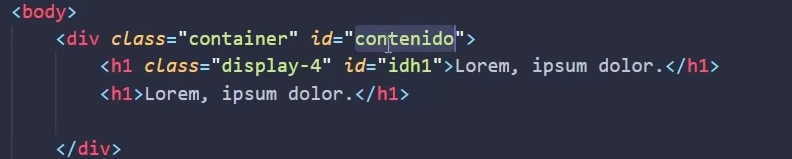 <body>
<div class="container" id="contenido">
<h1 class="display-4" id="idh1">Lorem, ipsum dolor.</h1>
<h1>Lorem, ipsum dolor.</h1>
</div>